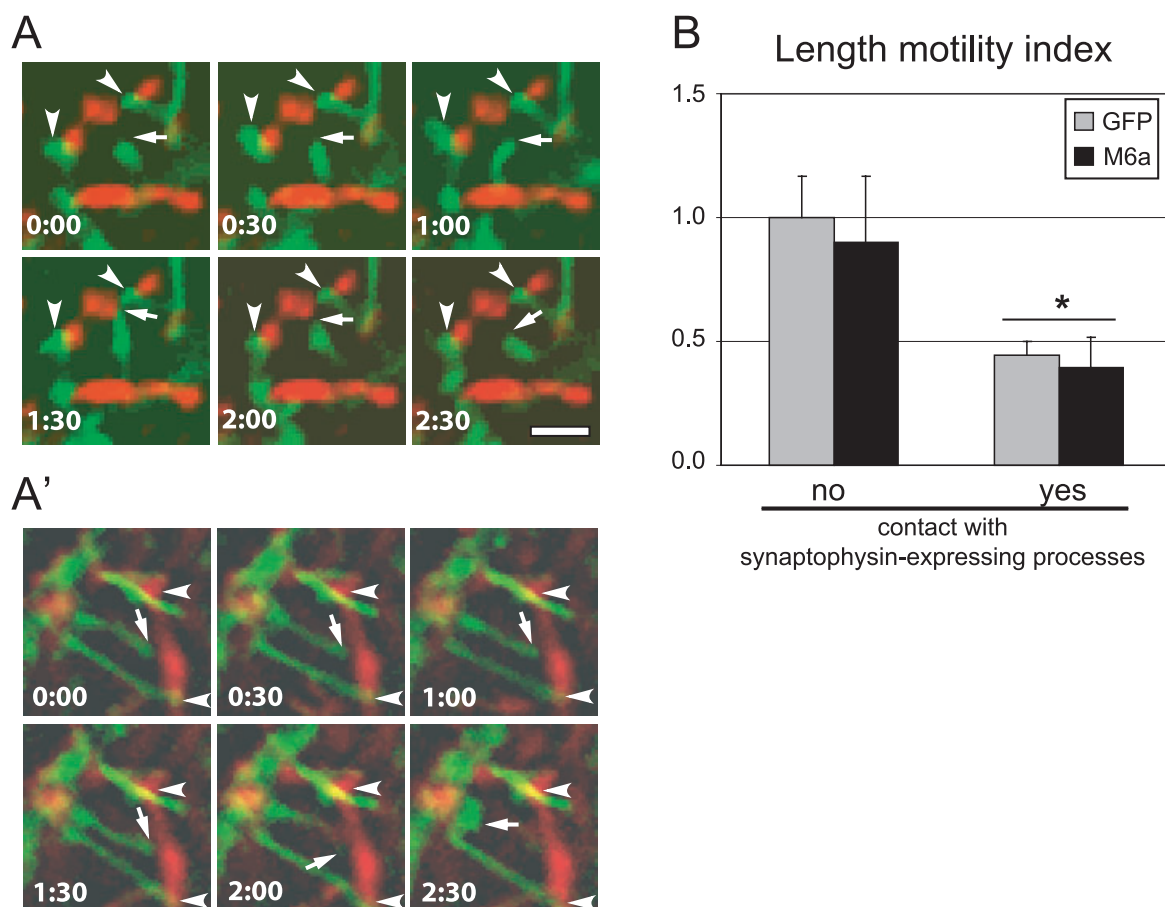 A
0:00
0:30
1:00
1:30
2:00
2:30
A'
0:00
0:30
1:00
1:30
2:00
2:30
B
Length motility index
1.5
1.0
0.5
0.0
GFP
M6a
*
no
yes
contact with
synaptophysin-expressing processes